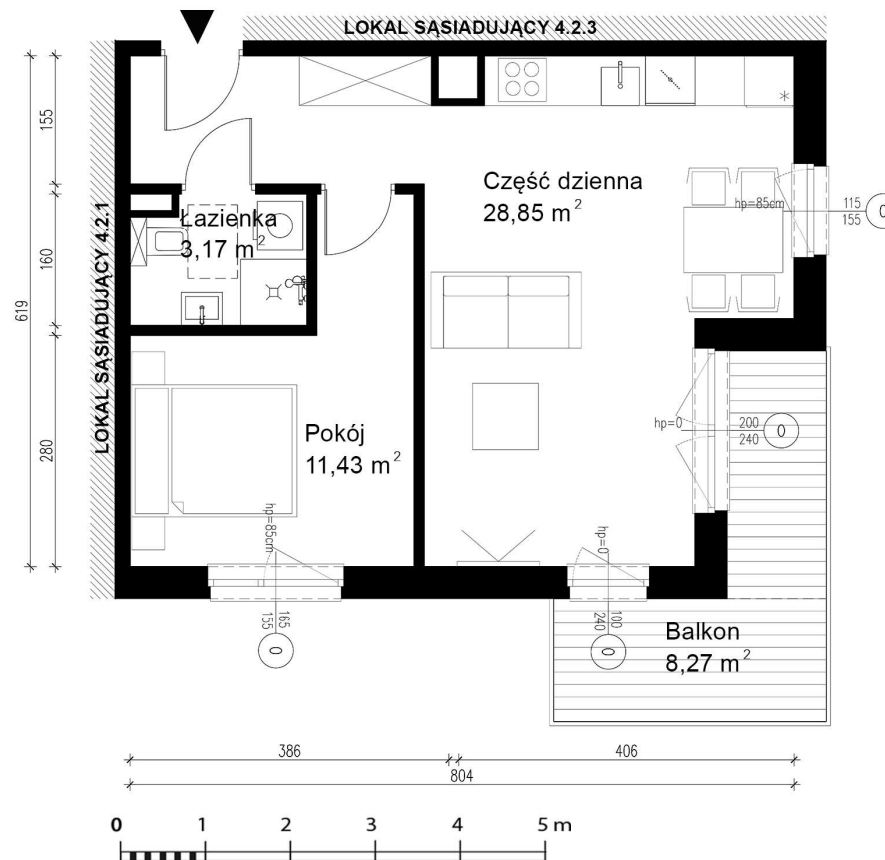 LOKAL SĄSIADUJĄCY 4.2.3
LOKAL SĄSIADUJĄCY 4.2.1
619
155
160
280
Część dzienna
28,85 m²
hp=85cm
115
155
0
Łazienka
3,17 m²
Pokój
11,43 m²
hp=0
200
240
0
hp=85cm
165
155
0
hp=0
100
240
0
Balkon
8,27 m²
386
406
804
0 1 2 3 4 5 m